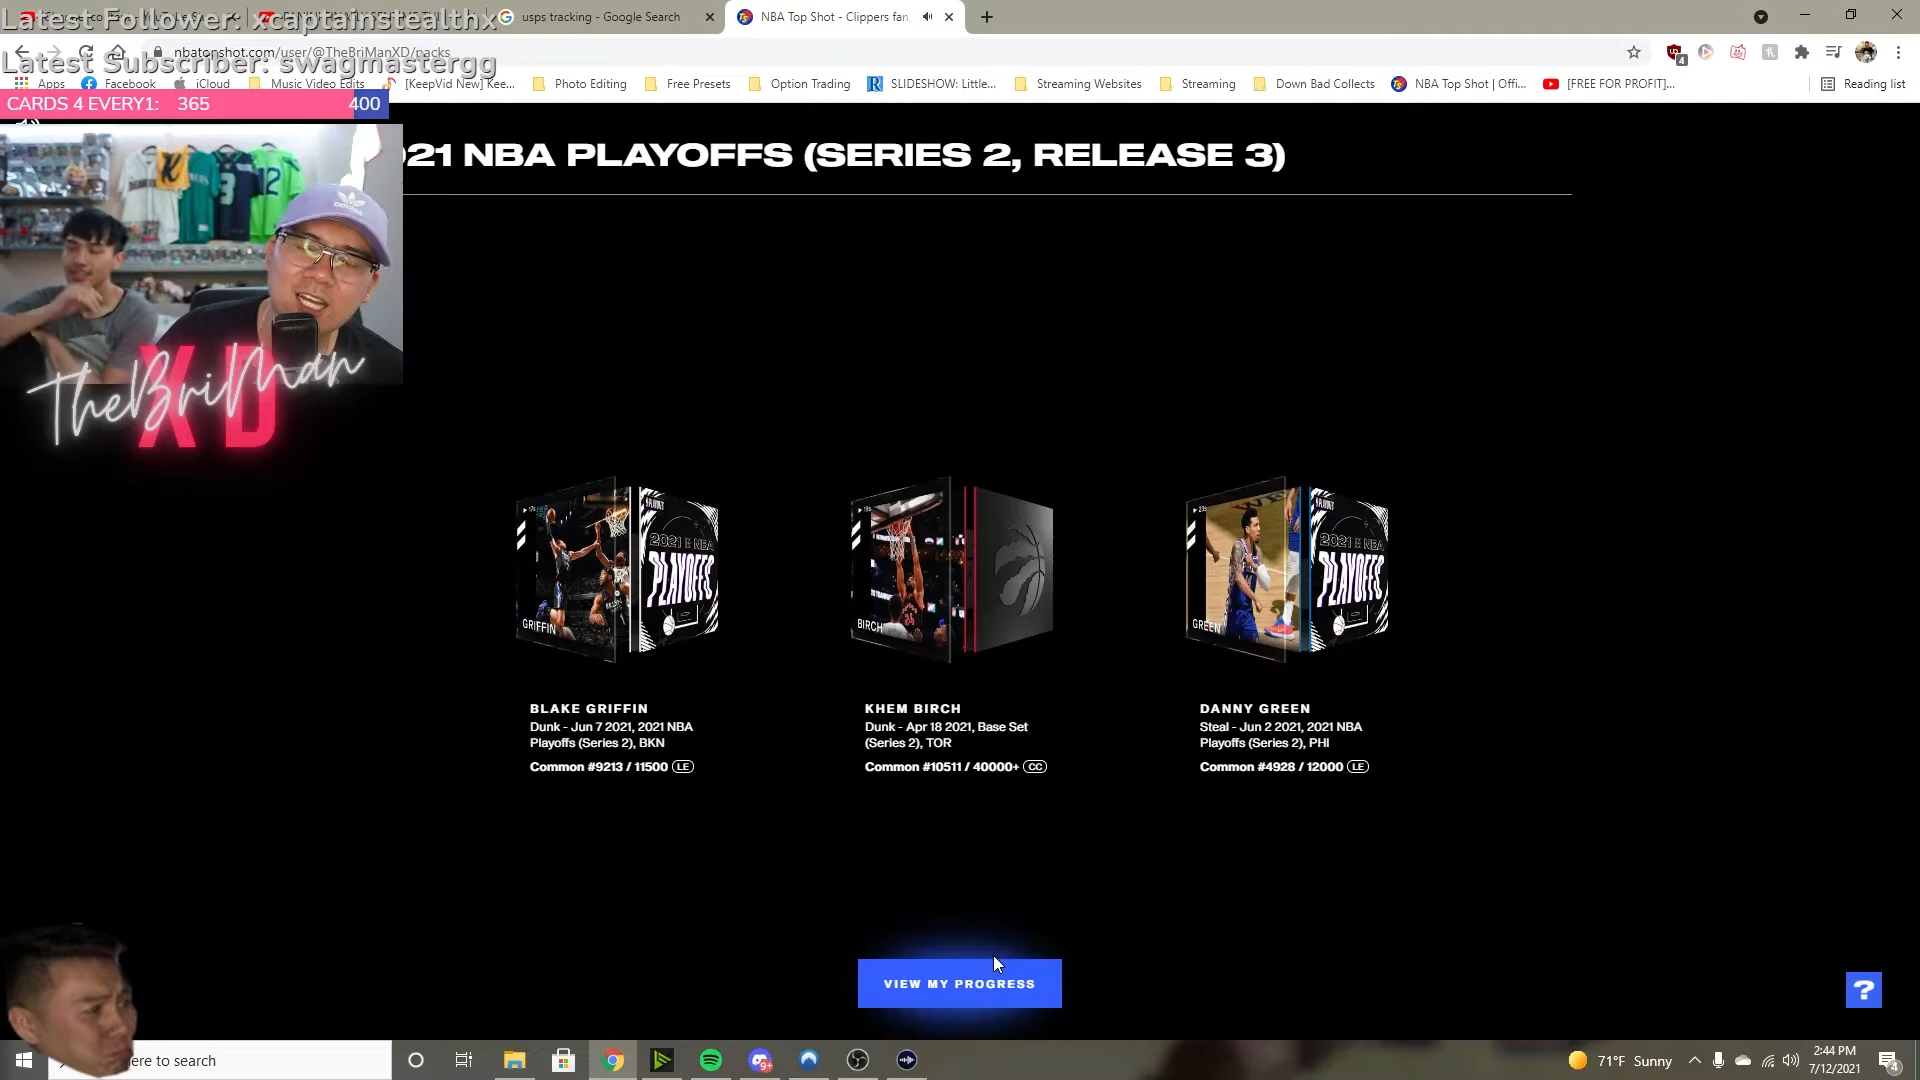 Latest Follower: xcaptainstealthx
usps tracking - Google Search
NBA Top Shot - Clippers fan
nbatopshot.com/user/@TheBriManXD/packs
Latest Subscriber: swagmastergg
4
Apps
Facebook
iCloud
Music Video Edits
[KeepVid New] Kee...
Photo Editing
Free Presets
Option Trading
SLIDESHOW: Little...
Streaming Websites
Streaming
Down Bad Collects
NBA Top Shot | Offi...
[FREE FOR PROFIT]...
Reading list
CARDS 4 EVERY1: 365 400
021 NBA PLAYOFFS (SERIES 2, RELEASE 3)
TheBriMan
XD
GRIFFIN
2021 NBA
PLAYOFFS
BIRCH
GREEN
2021 NBA
PLAYOFFS
BLAKE GRIFFIN
Dunk - Jun 7 2021, 2021 NBA
Playoffs (Series 2), BKN
Common #9213 / 11500 LE
KHEM BIRCH
Dunk - Apr 18 2021, Base Set
(Series 2), TOR
Common #10511 / 40000+ CC
DANNY GREEN
Steal - Jun 2 2021, 2021 NBA
Playoffs (Series 2), PHI
Common #4928 / 12000 LE
VIEW MY PROGRESS
?
ere to search
9+
71°F Sunny
2:44 PM
7/12/2021
4